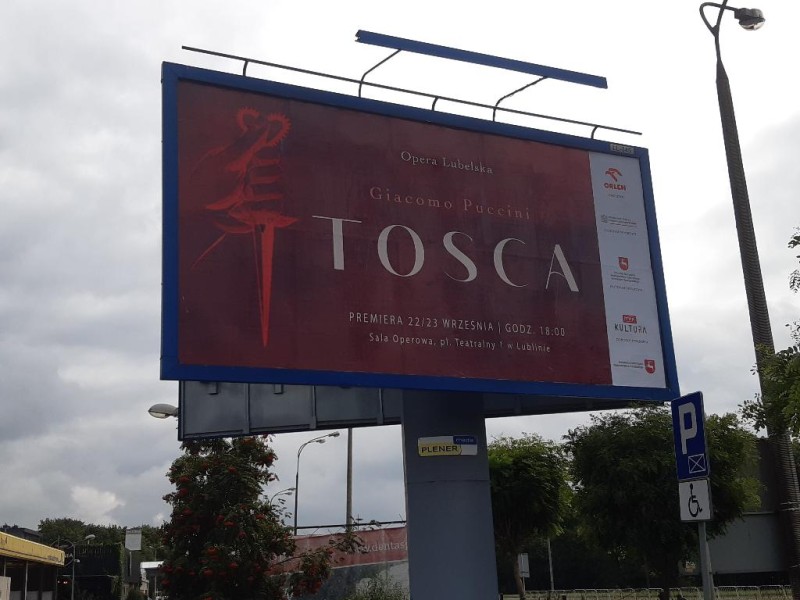 Opera Lubelska
Giacomo Puccini
TOSCA
PREMIERA 22/23 WRZEŚNIA | GODZ. 18:00
Sala Operowa, pl. Teatralny 1 w Lublinie
ORLEN
TVP
KULTURA
PLENER
P